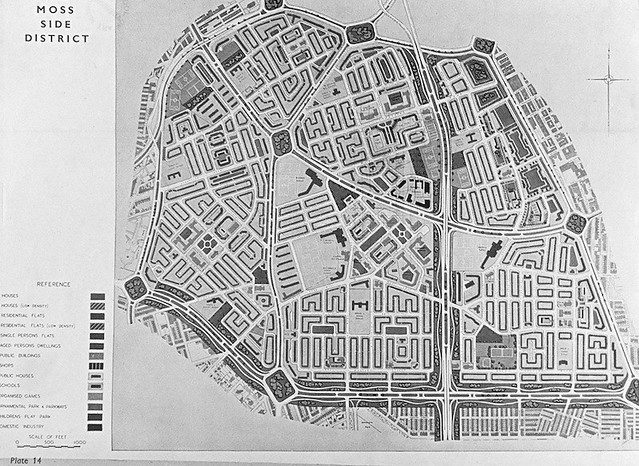 MOSS
SIDE
DISTRICT
REFERENCE
HOUSES
HOUSES (LOW DENSITY)
RESIDENTIAL FLATS
RESIDENTIAL FLATS (LOW DENSITY)
SINGLE PERSONS FLATS
AGED PERSONS DWELLINGS
PUBLIC BUILDINGS
SHOPS
PUBLIC HOUSES
SCHOOLS
ORGANISED GAMES
ORNAMENTAL PARK & PARKWAYS
CHILDRENS PLAY PARK
DOMESTIC INDUSTRY
SCALE OF FEET
0 500 1000
Plate 14